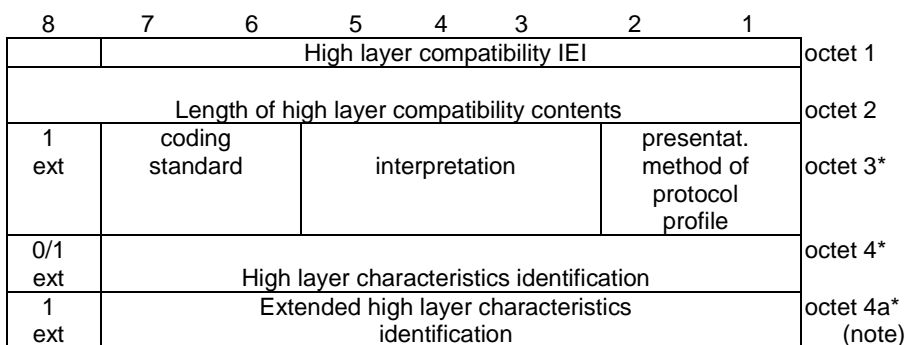 8 7 6 5 4 3 2 1
High layer compatibility IEI octet 1
Length of high layer compatibility contents octet 2
1 coding presentat.
ext standard interpretation method of octet 3*
protocol
profile
0/1 octet 4*
ext High layer characteristics identification
1 Extended high layer characteristics octet 4a*
ext identification (note)